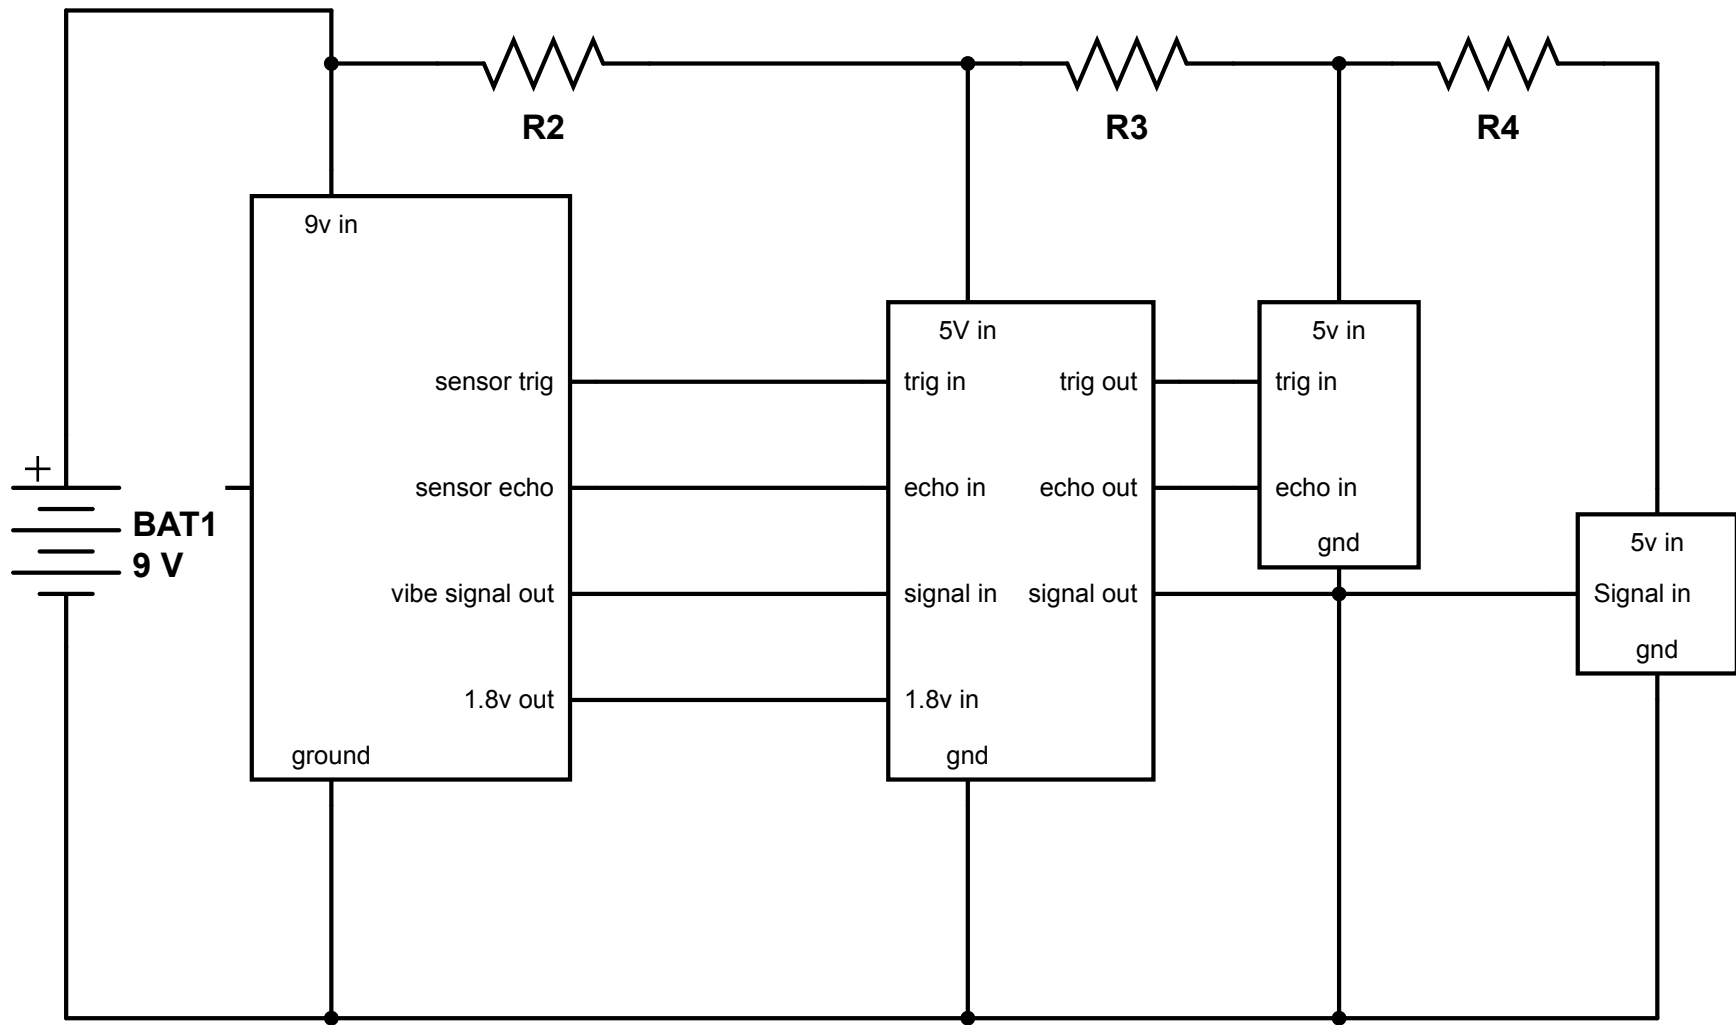 R2
R3
R4
9v in
5V in
5v in
sensor trig
trig in
trig out
trig in
+
sensor echo
echo in
echo out
echo in
BAT1
9 V
gnd
5v in
vibe signal out
signal in
signal out
Signal in
gnd
1.8v out
1.8v in
ground
gnd